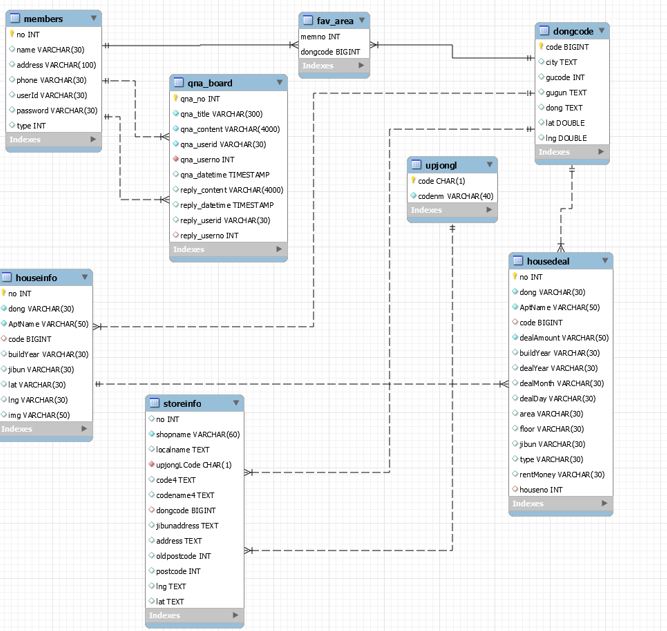 members
no INT
name VARCHAR(30)
address VARCHAR(100)
phone VARCHAR(30)
userId VARCHAR(30)
password VARCHAR(30)
type INT
Indexes
fav_area
memno INT
dongcode BIGINT
Indexes
dongcode
code BIGINT
city TEXT
gucode INT
gugun TEXT
dong TEXT
lat DOUBLE
lng DOUBLE
Indexes
qna_board
qna_no INT
qna_title VARCHAR(300)
qna_content VARCHAR(4000)
qna_userid VARCHAR(30)
qna_userno INT
qna_datetime TIMESTAMP
reply_content VARCHAR(4000)
reply_datetime TIMESTAMP
reply_userid VARCHAR(30)
reply_userno INT
Indexes
upjongl
code CHAR(1)
codenm VARCHAR(40)
Indexes
houseinfo
no INT
dong VARCHAR(30)
AptName VARCHAR(50)
code BIGINT
buildYear VARCHAR(30)
jibun VARCHAR(30)
lat VARCHAR(30)
lng VARCHAR(30)
img VARCHAR(50)
Indexes
housedeal
no INT
dong VARCHAR(30)
AptName VARCHAR(50)
code BIGINT
dealAmount VARCHAR(50)
buildYear VARCHAR(30)
dealYear VARCHAR(30)
dealMonth VARCHAR(30)
dealDay VARCHAR(30)
area VARCHAR(30)
floor VARCHAR(30)
jibun VARCHAR(30)
type VARCHAR(30)
rentMoney VARCHAR(30)
houseno INT
Indexes
storeinfo
no INT
shopname VARCHAR(60)
localname TEXT
upjongLCode CHAR(1)
code4 TEXT
codename4 TEXT
dongcode BIGINT
jibunaddress TEXT
address TEXT
oldpostcode INT
postcode INT
lng TEXT
lat TEXT
Indexes